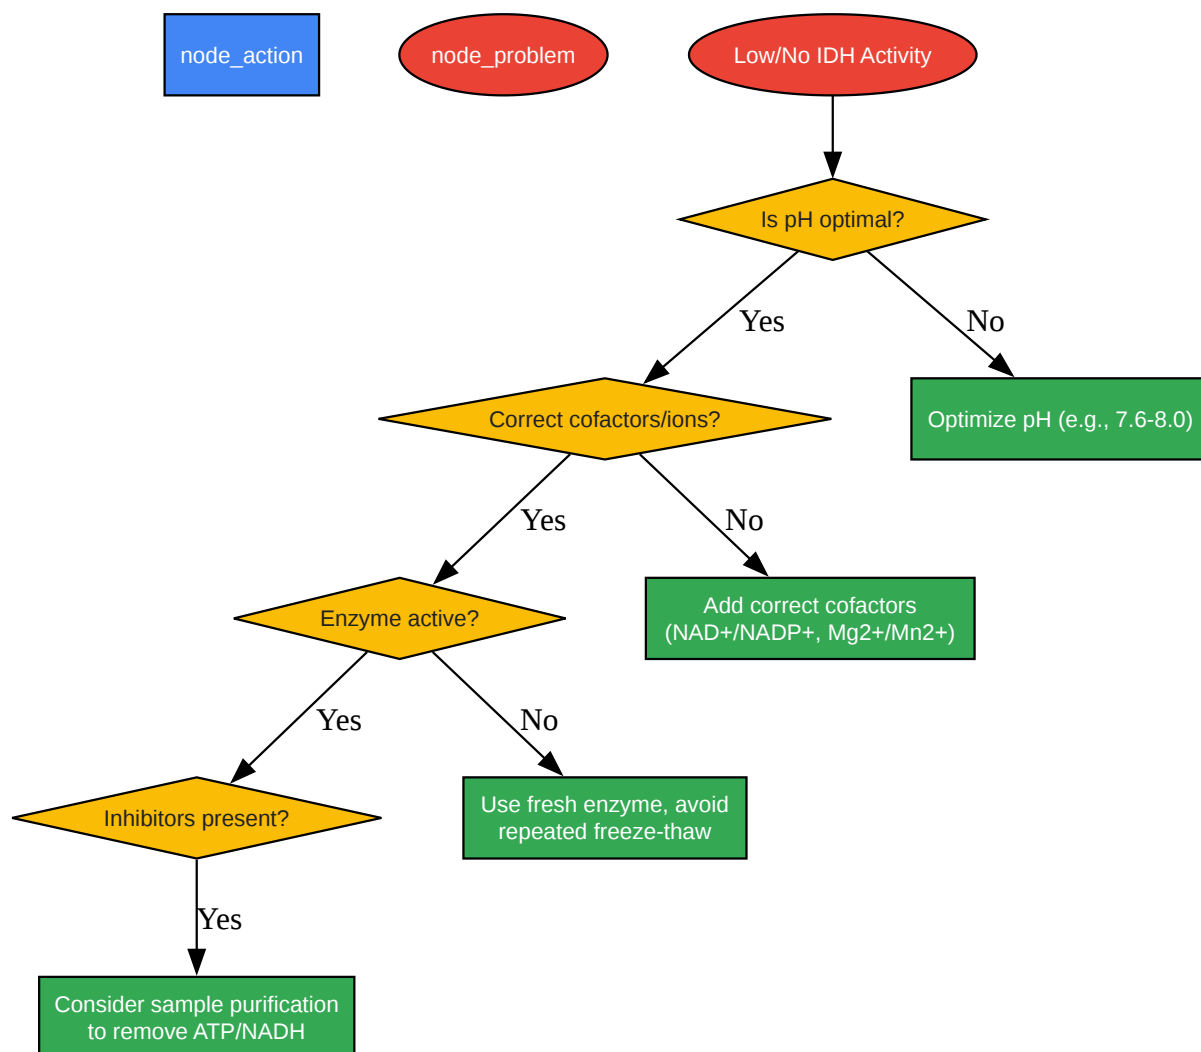 node_action
node_problem
Low/No IDH Activity
Is pH optimal?
Yes
No
Correct cofactors/ions?
Optimize pH (e.g., 7.6-8.0)
Yes
No
Enzyme active?
Add correct cofactors
(NAD+/NADP+, Mg2+/Mn2+)
Yes
No
Inhibitors present?
Use fresh enzyme, avoid
repeated freeze-thaw
Yes
Consider sample purification
to remove ATP/NADH